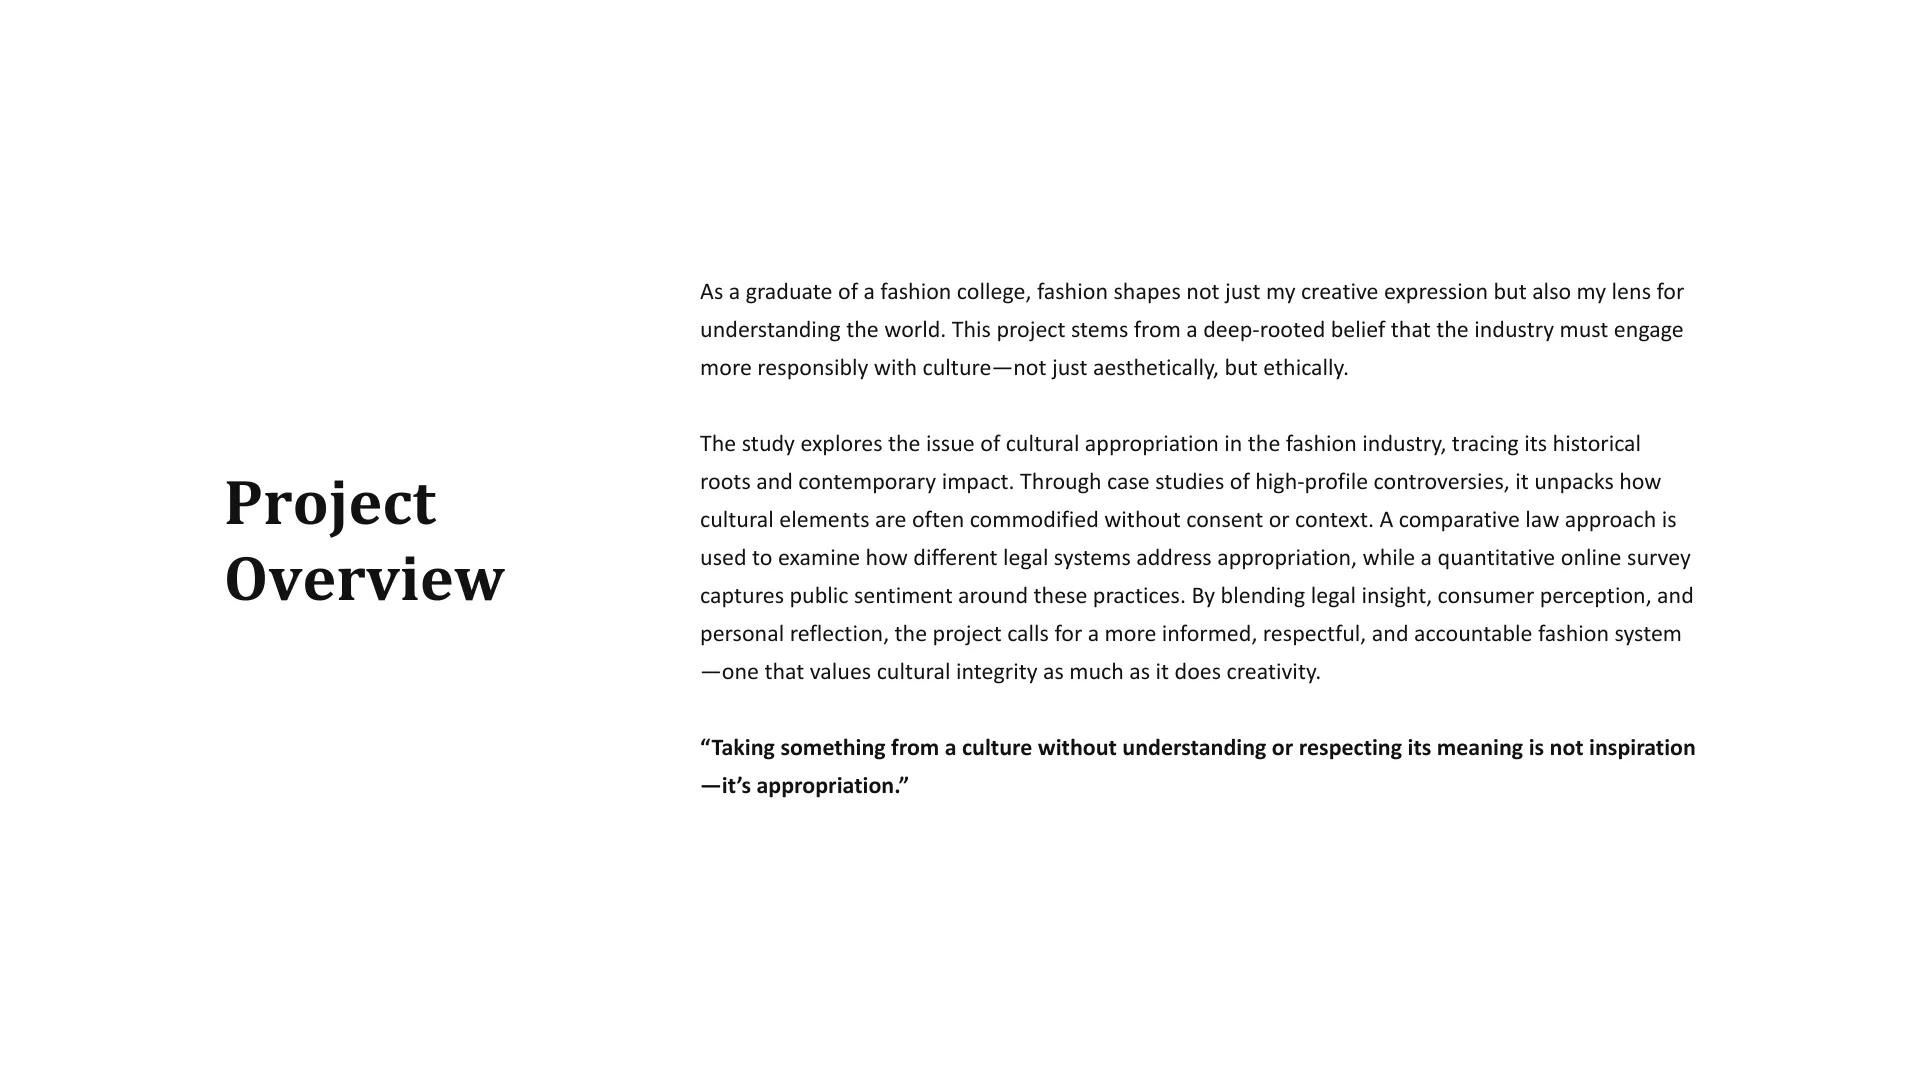 Project
Overview
As a graduate of a fashion college, fashion shapes not just my creative expression but also my lens for
understanding the world. This project stems from a deep-rooted belief that the industry must engage
more responsibly with culture—not just aesthetically, but ethically.
The study explores the issue of cultural appropriation in the fashion industry, tracing its historical
roots and contemporary impact. Through case studies of high-profile controversies, it unpacks how
cultural elements are often commodified without consent or context. A comparative law approach is
used to examine how different legal systems address appropriation, while a quantitative online survey
captures public sentiment around these practices. By blending legal insight, consumer perception, and
personal reflection, the project calls for a more informed, respectful, and accountable fashion system
—one that values cultural integrity as much as it does creativity.
“Taking something from a culture without understanding or respecting its meaning is not inspiration
—it’s appropriation.”